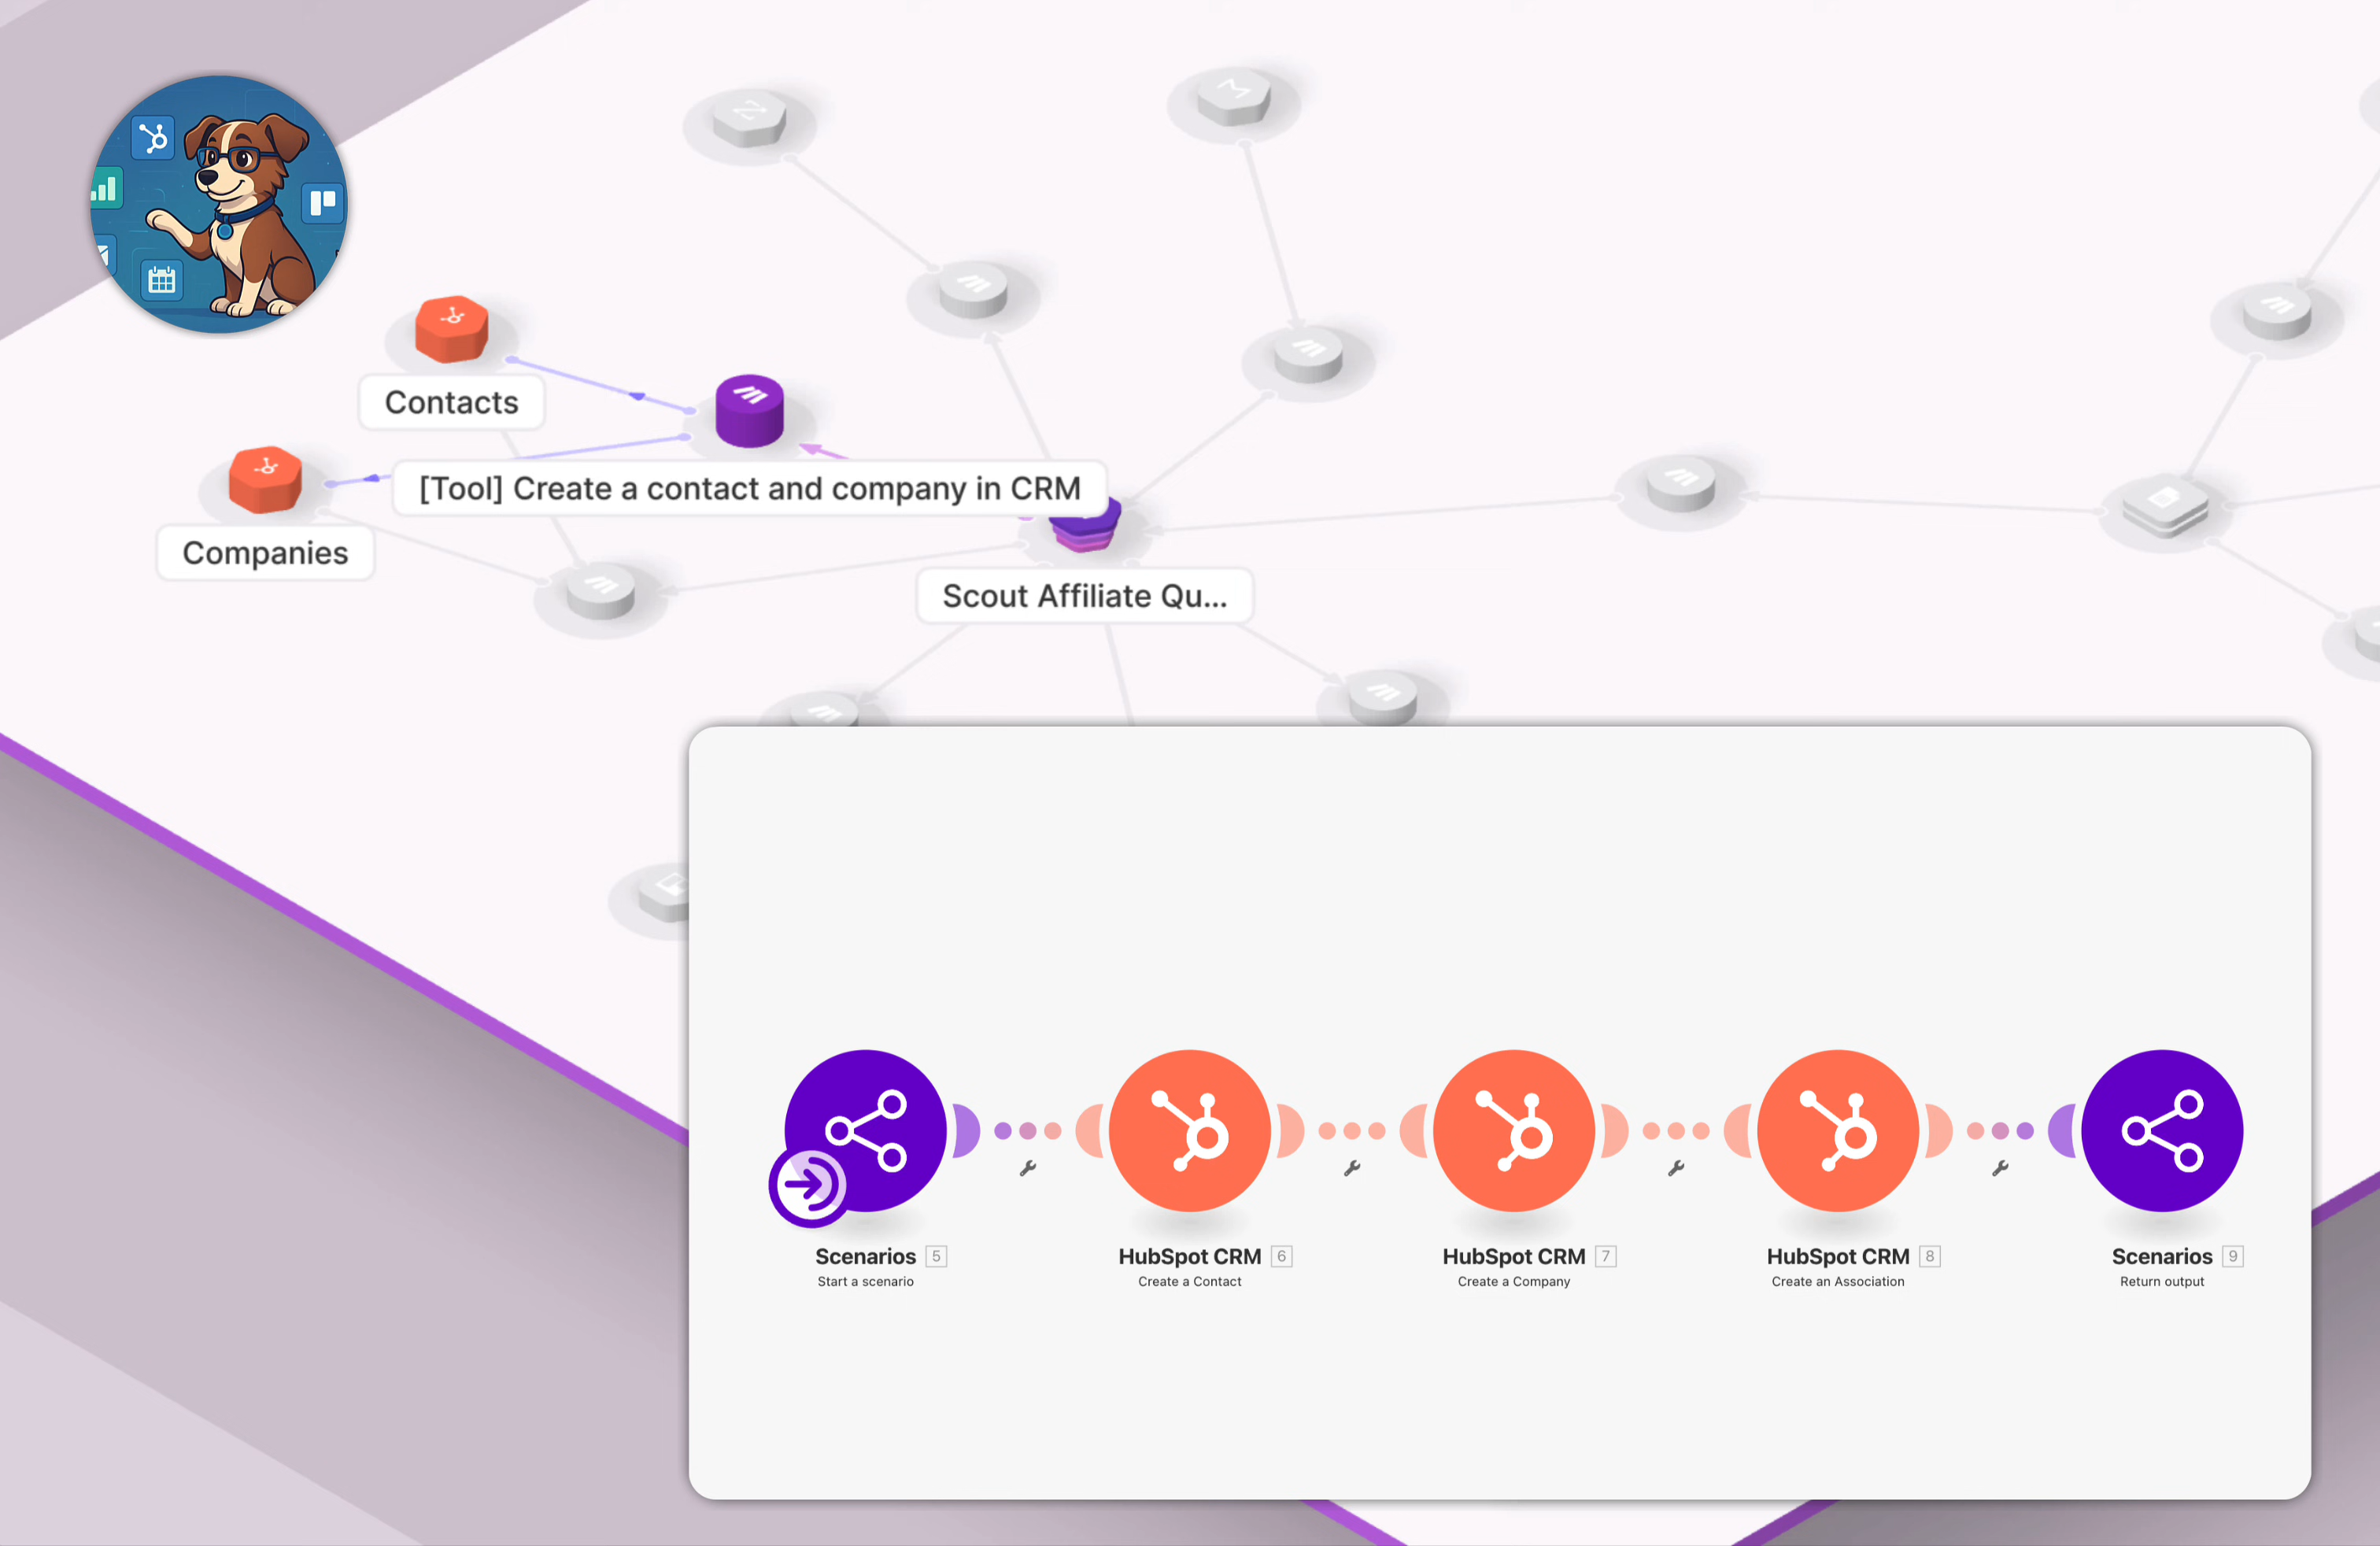 Contacts
[Tool] Create a contact and company in CRM
Companies
Scout Affiliate Qu...
Scenarios 5
Start a scenario
HubSpot CRM 6
Create a Contact
HubSpot CRM 7
Create a Company
HubSpot CRM 8
Create an Association
Scenarios 9
Return output